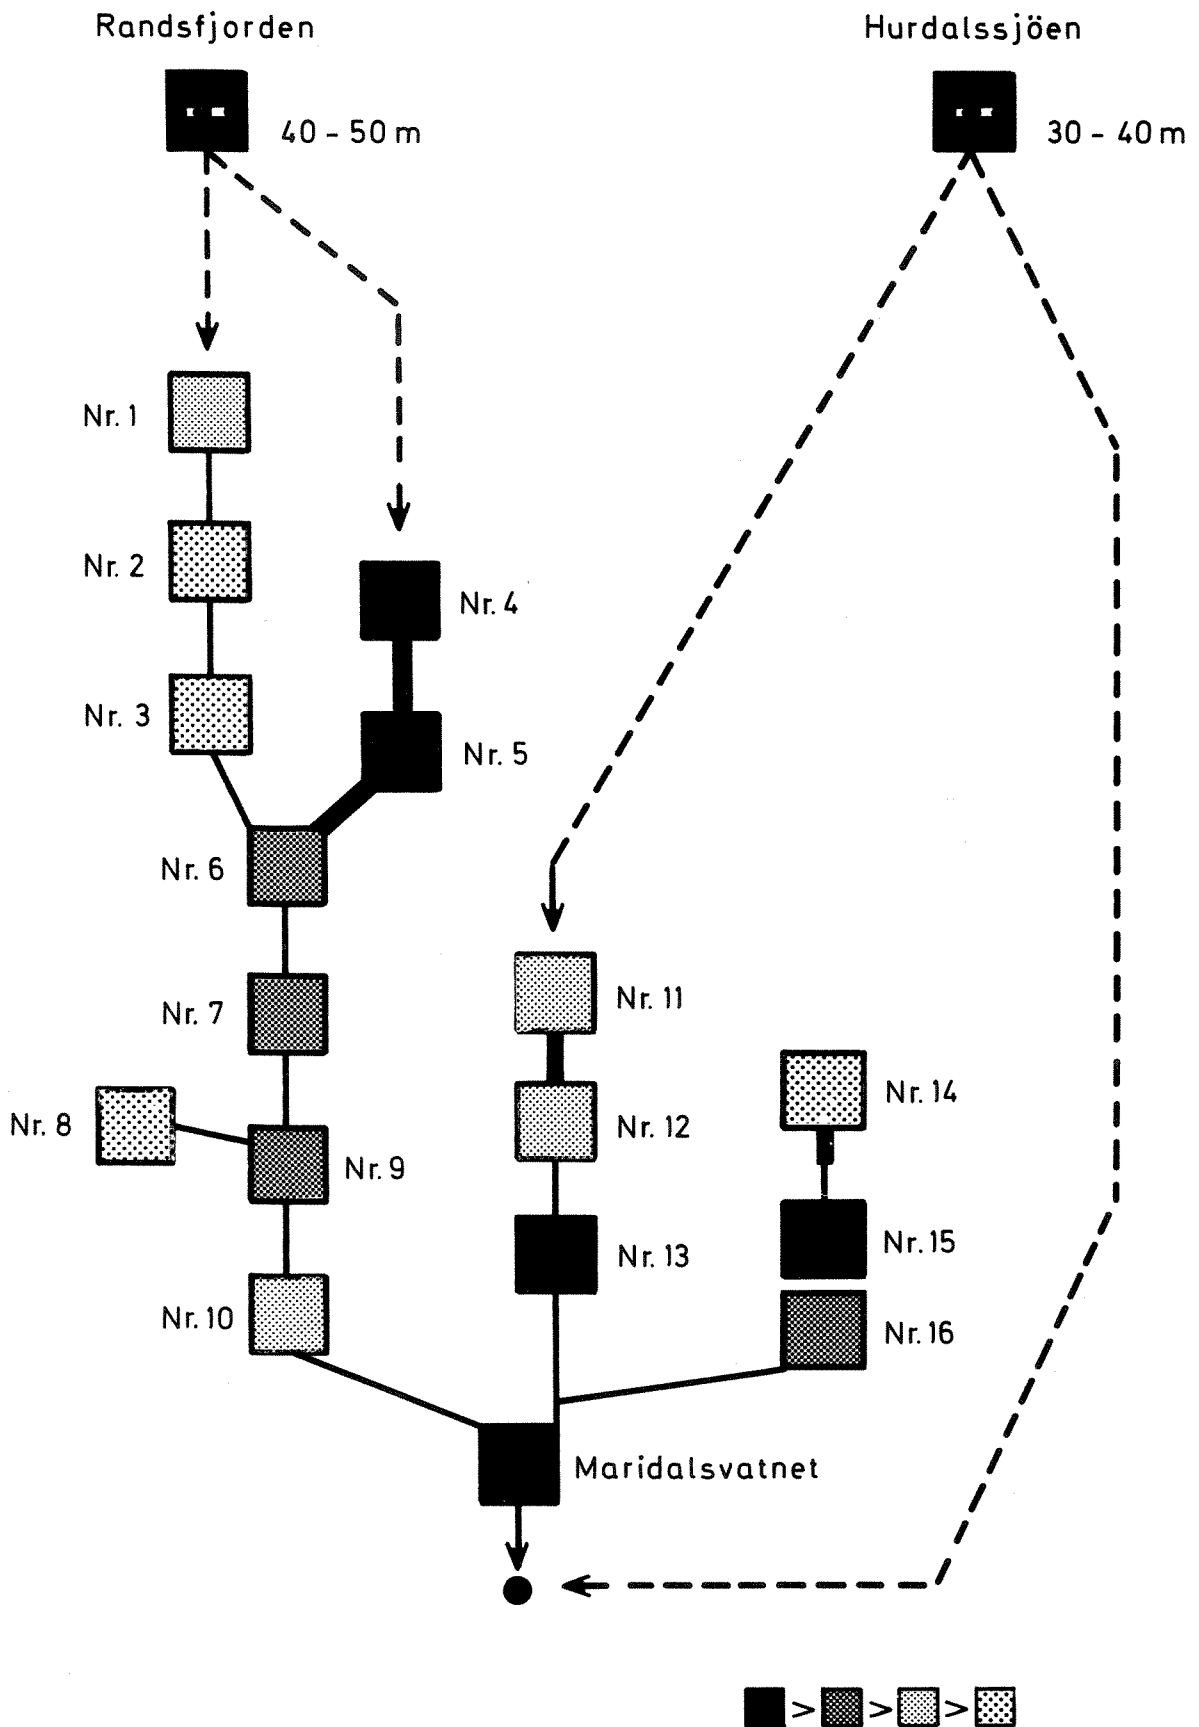 Randsfjorden
Hurdalssjöen
40 - 50 m
30 - 40 m
Nr. 1
Nr. 2
Nr. 4
Nr. 3
Nr. 5
Nr. 6
Nr. 11
Nr. 7
Nr. 14
Nr. 8
Nr. 12
Nr. 9
Nr. 15
Nr. 13
Nr. 10
Nr. 16
Maridalsvatnet
> > >